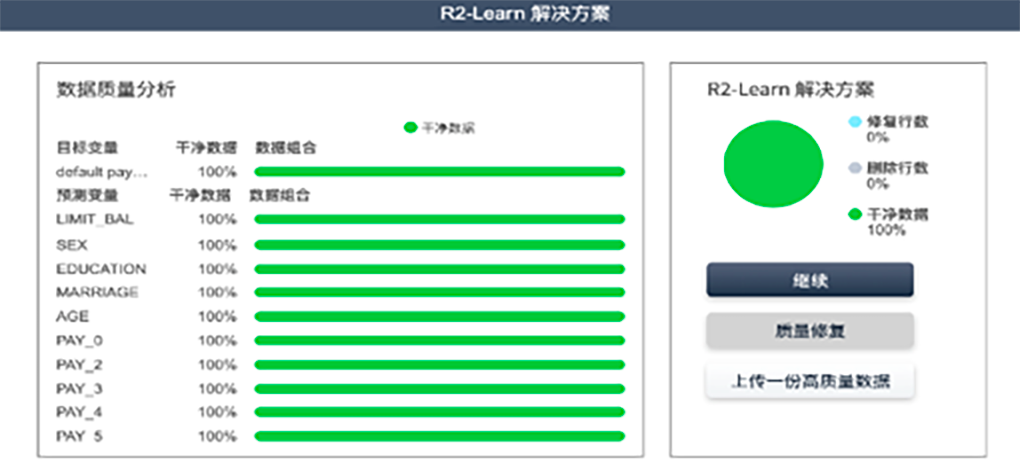 R2-Learn 解决方案
数据质量分析
干净数据
目标变量 干净数据 数据组合
default pay... 100%
预测变量 干净数据 数据组合
LIMIT_BAL 100%
SEX 100%
EDUCATION 100%
MARRIAGE 100%
AGE 100%
PAY_0 100%
PAY_2 100%
PAY_3 100%
PAY_4 100%
PAY_5 100%
R2-Learn 解决方案
修复行数
0%
删除行数
0%
干净数据
100%
继续
质量修复
上传一份高质量数据